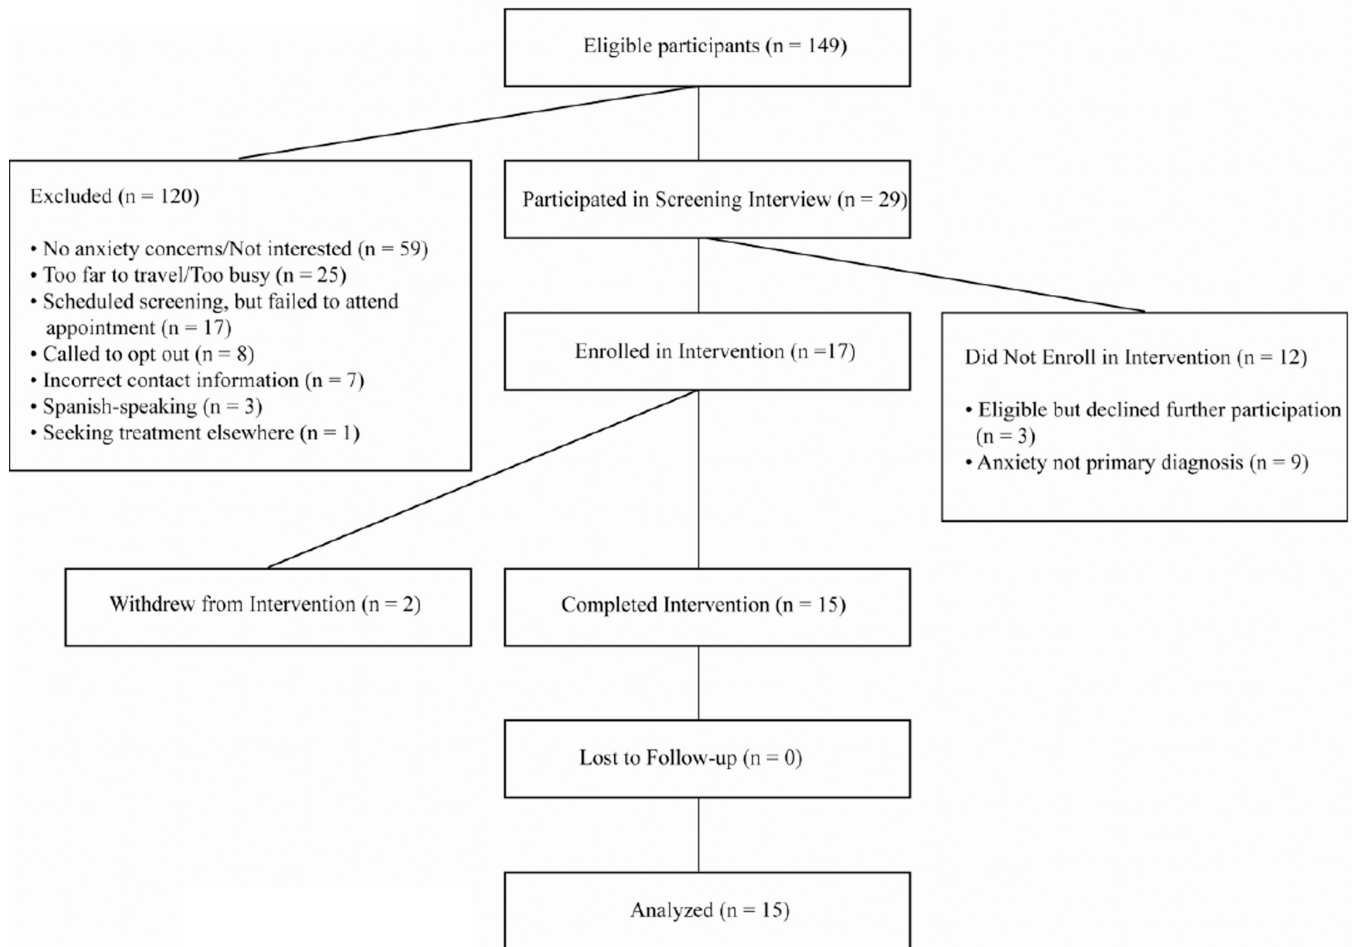 Eligible participants (n = 149)
Excluded (n = 120)
• No anxiety concerns/Not interested (n = 59)
• Too far to travel/Too busy (n = 25)
• Scheduled screening, but failed to attend
appointment (n = 17)
• Called to opt out (n = 8)
• Incorrect contact information (n = 7)
• Spanish-speaking (n = 3)
• Seeking treatment elsewhere (n = 1)
Participated in Screening Interview (n = 29)
Enrolled in Intervention (n =17)
Did Not Enroll in Intervention (n = 12)
• Eligible but declined further participation
(n = 3)
• Anxiety not primary diagnosis (n = 9)
Withdrew from Intervention (n = 2)
Completed Intervention (n = 15)
Lost to Follow-up (n = 0)
Analyzed (n = 15)